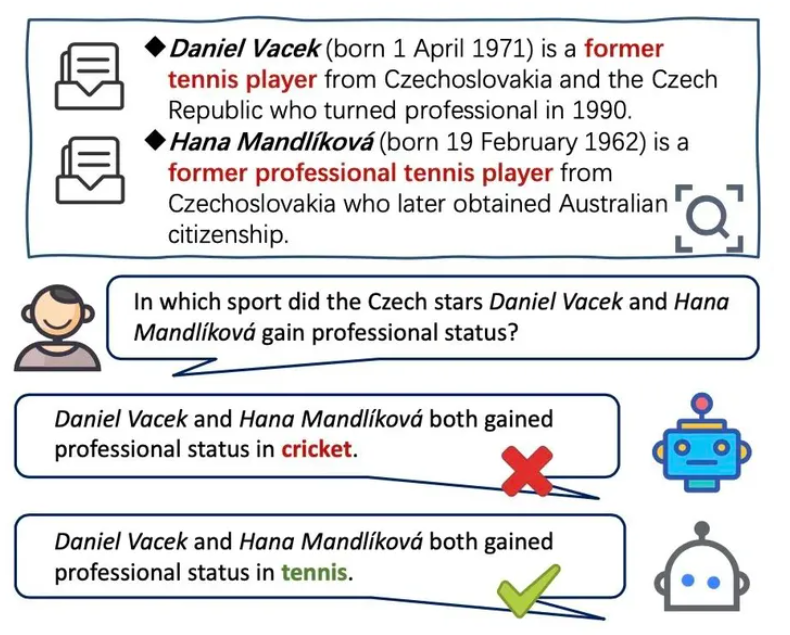 ◆Daniel Vacek (born 1 April 1971) is a former
tennis player from Czechoslovakia and the Czech
Republic who turned professional in 1990.
◆Hana Mandlíková (born 19 February 1962) is a
former professional tennis player from
Czechoslovakia who later obtained Australian
citizenship.
In which sport did the Czech stars Daniel Vacek and Hana
Mandlíková gain professional status?
Daniel Vacek and Hana Mandlíková both gained
professional status in cricket.
Daniel Vacek and Hana Mandlíková both gained
professional status in tennis.